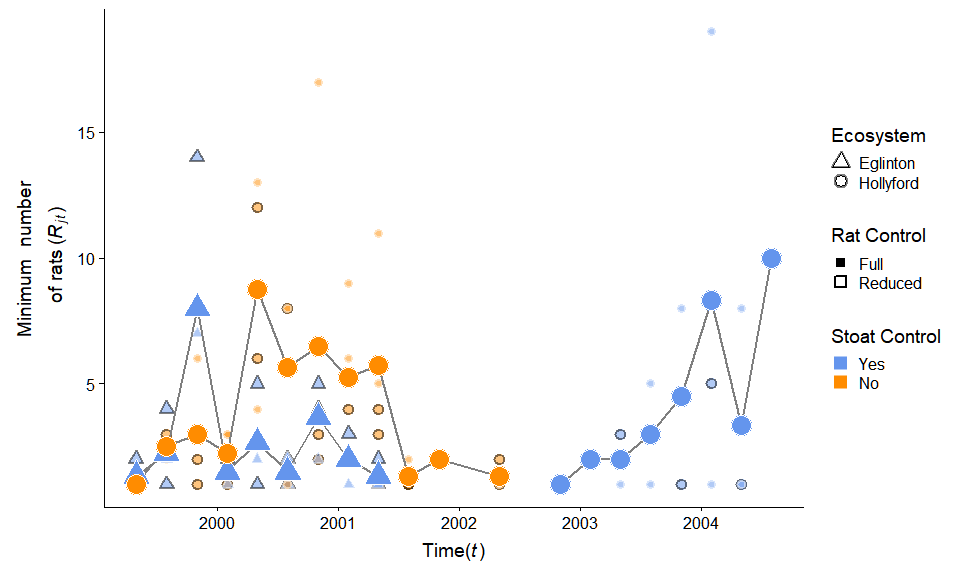 Minimum number
of rats (Rjt)
15
10
5
2000
2001
2002
2003
2004
Time(t)
Ecosystem
Eglinton
Hollyford
Rat Control
Full
Reduced
Stoat Control
Yes
No